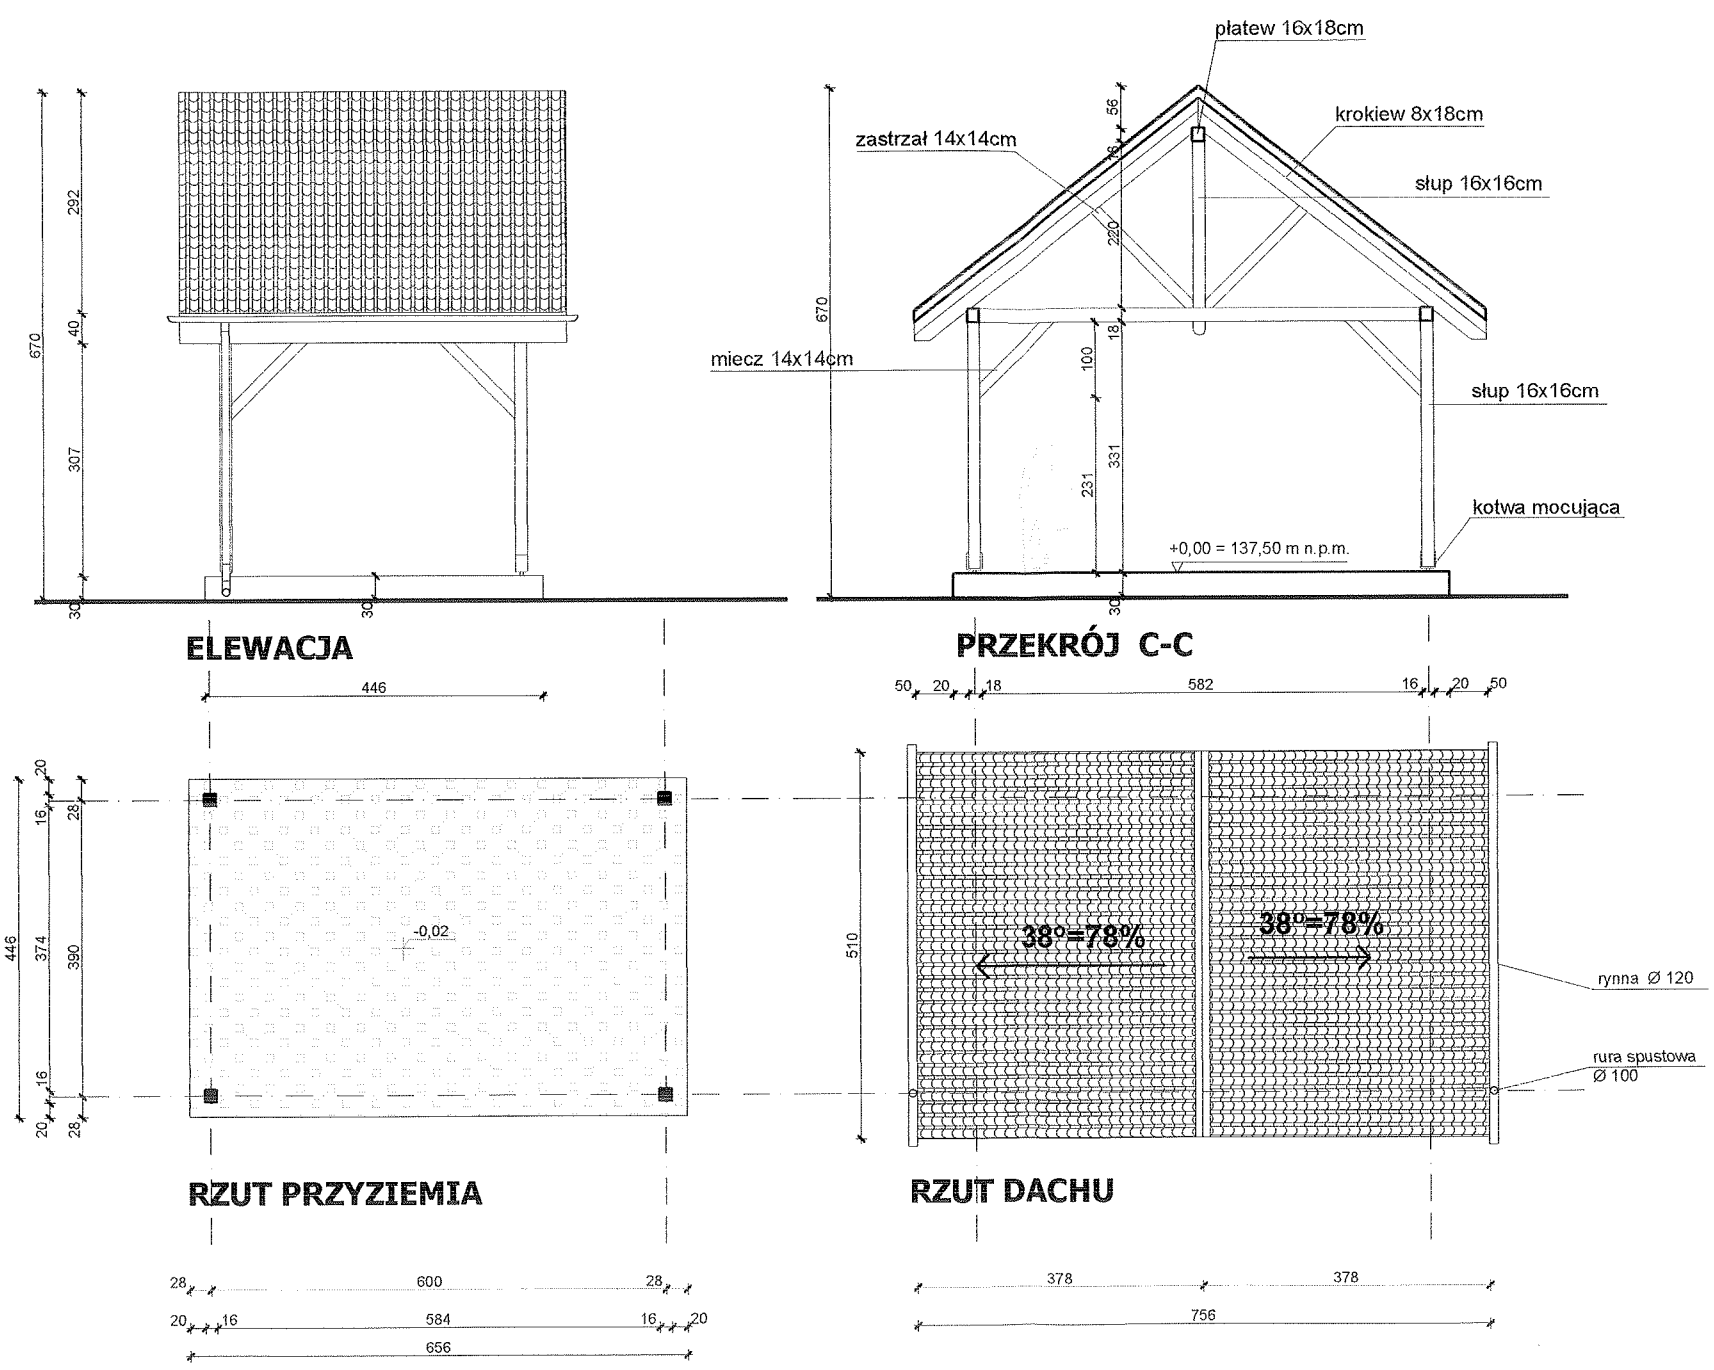 płatew 16x18cm
krokiew 8x18cm
zastrzał 14x14cm
słup 16x16cm
56
16
220
292
40
307
30
670
30
670
miecz 14x14cm
18
100
331
231
30
słup 16x16cm
kotwa mocująca
+0,00 = 137,50 m n.p.m.
ELEWACJA
PRZEKRÓJ C-C
446
50 20 18 582 16 20 50
20
16
28
446
374
390
16
20
28
-0,02
510
38º=78%
38º=78%
rynna Ø 120
rura spustowa
Ø 100
RZUT PRZYZIEMIA
RZUT DACHU
28 600 28
20 16 584 16 20
656
378 378
756